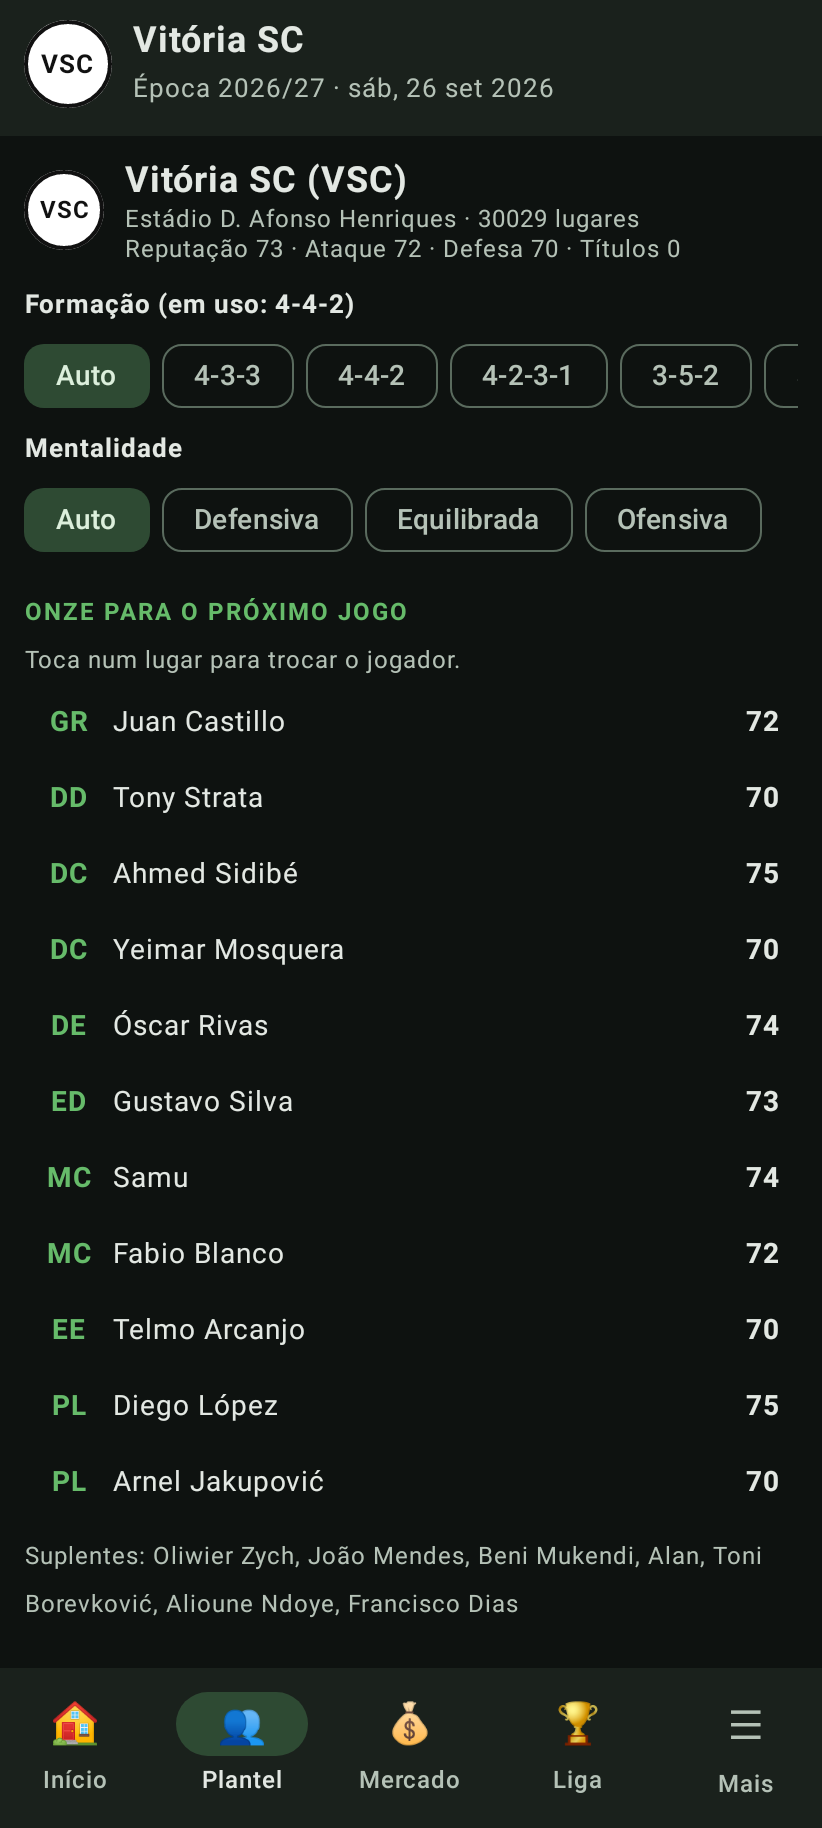 VSC
Vitória SC
Época 2026/27 · sáb, 26 set 2026
VSC
Vitória SC (VSC)
Estádio D. Afonso Henriques · 30029 lugares
Reputação 73 · Ataque 72 · Defesa 70 · Títulos 0
Formação (em uso: 4-4-2)
Auto 4-3-3 4-4-2 4-2-3-1 3-5-2
Mentalidade
Auto Defensiva Equilibrada Ofensiva
ONZE PARA O PRÓXIMO JOGO
Toca num lugar para trocar o jogador.
GR Juan Castillo 72
DD Tony Strata 70
DC Ahmed Sidibé 75
DC Yeimar Mosquera 70
DE Óscar Rivas 74
ED Gustavo Silva 73
MC Samu 74
MC Fabio Blanco 72
EE Telmo Arcanjo 70
PL Diego López 75
PL Arnel Jakupović 70
Suplentes: Oliwier Zych, João Mendes, Beni Mukendi, Alan, Toni
Borevković, Alioune Ndoye, Francisco Dias
Início Plantel Mercado Liga Mais